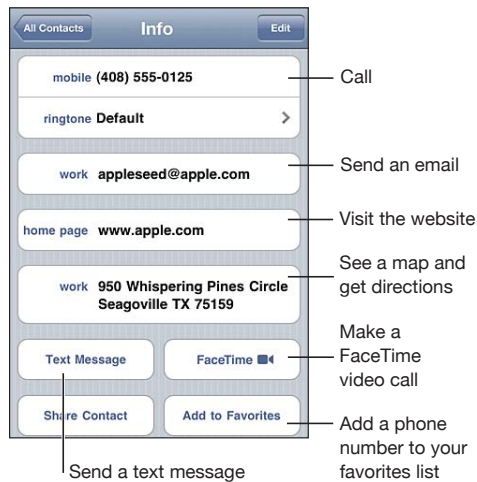 All Contacts Info Edit
mobile (408) 555-0125
Call
ringtone Default
work appleseed@apple.com
Send an email
home page www.apple.com
Visit the website
work 950 Whispering Pines Circle
Seagoville TX 75159
See a map and
get directions
Text Message FaceTime
Make a
FaceTime
video call
Share Contact Add to Favorites
Add a phone
number to your
favorites list
Send a text message